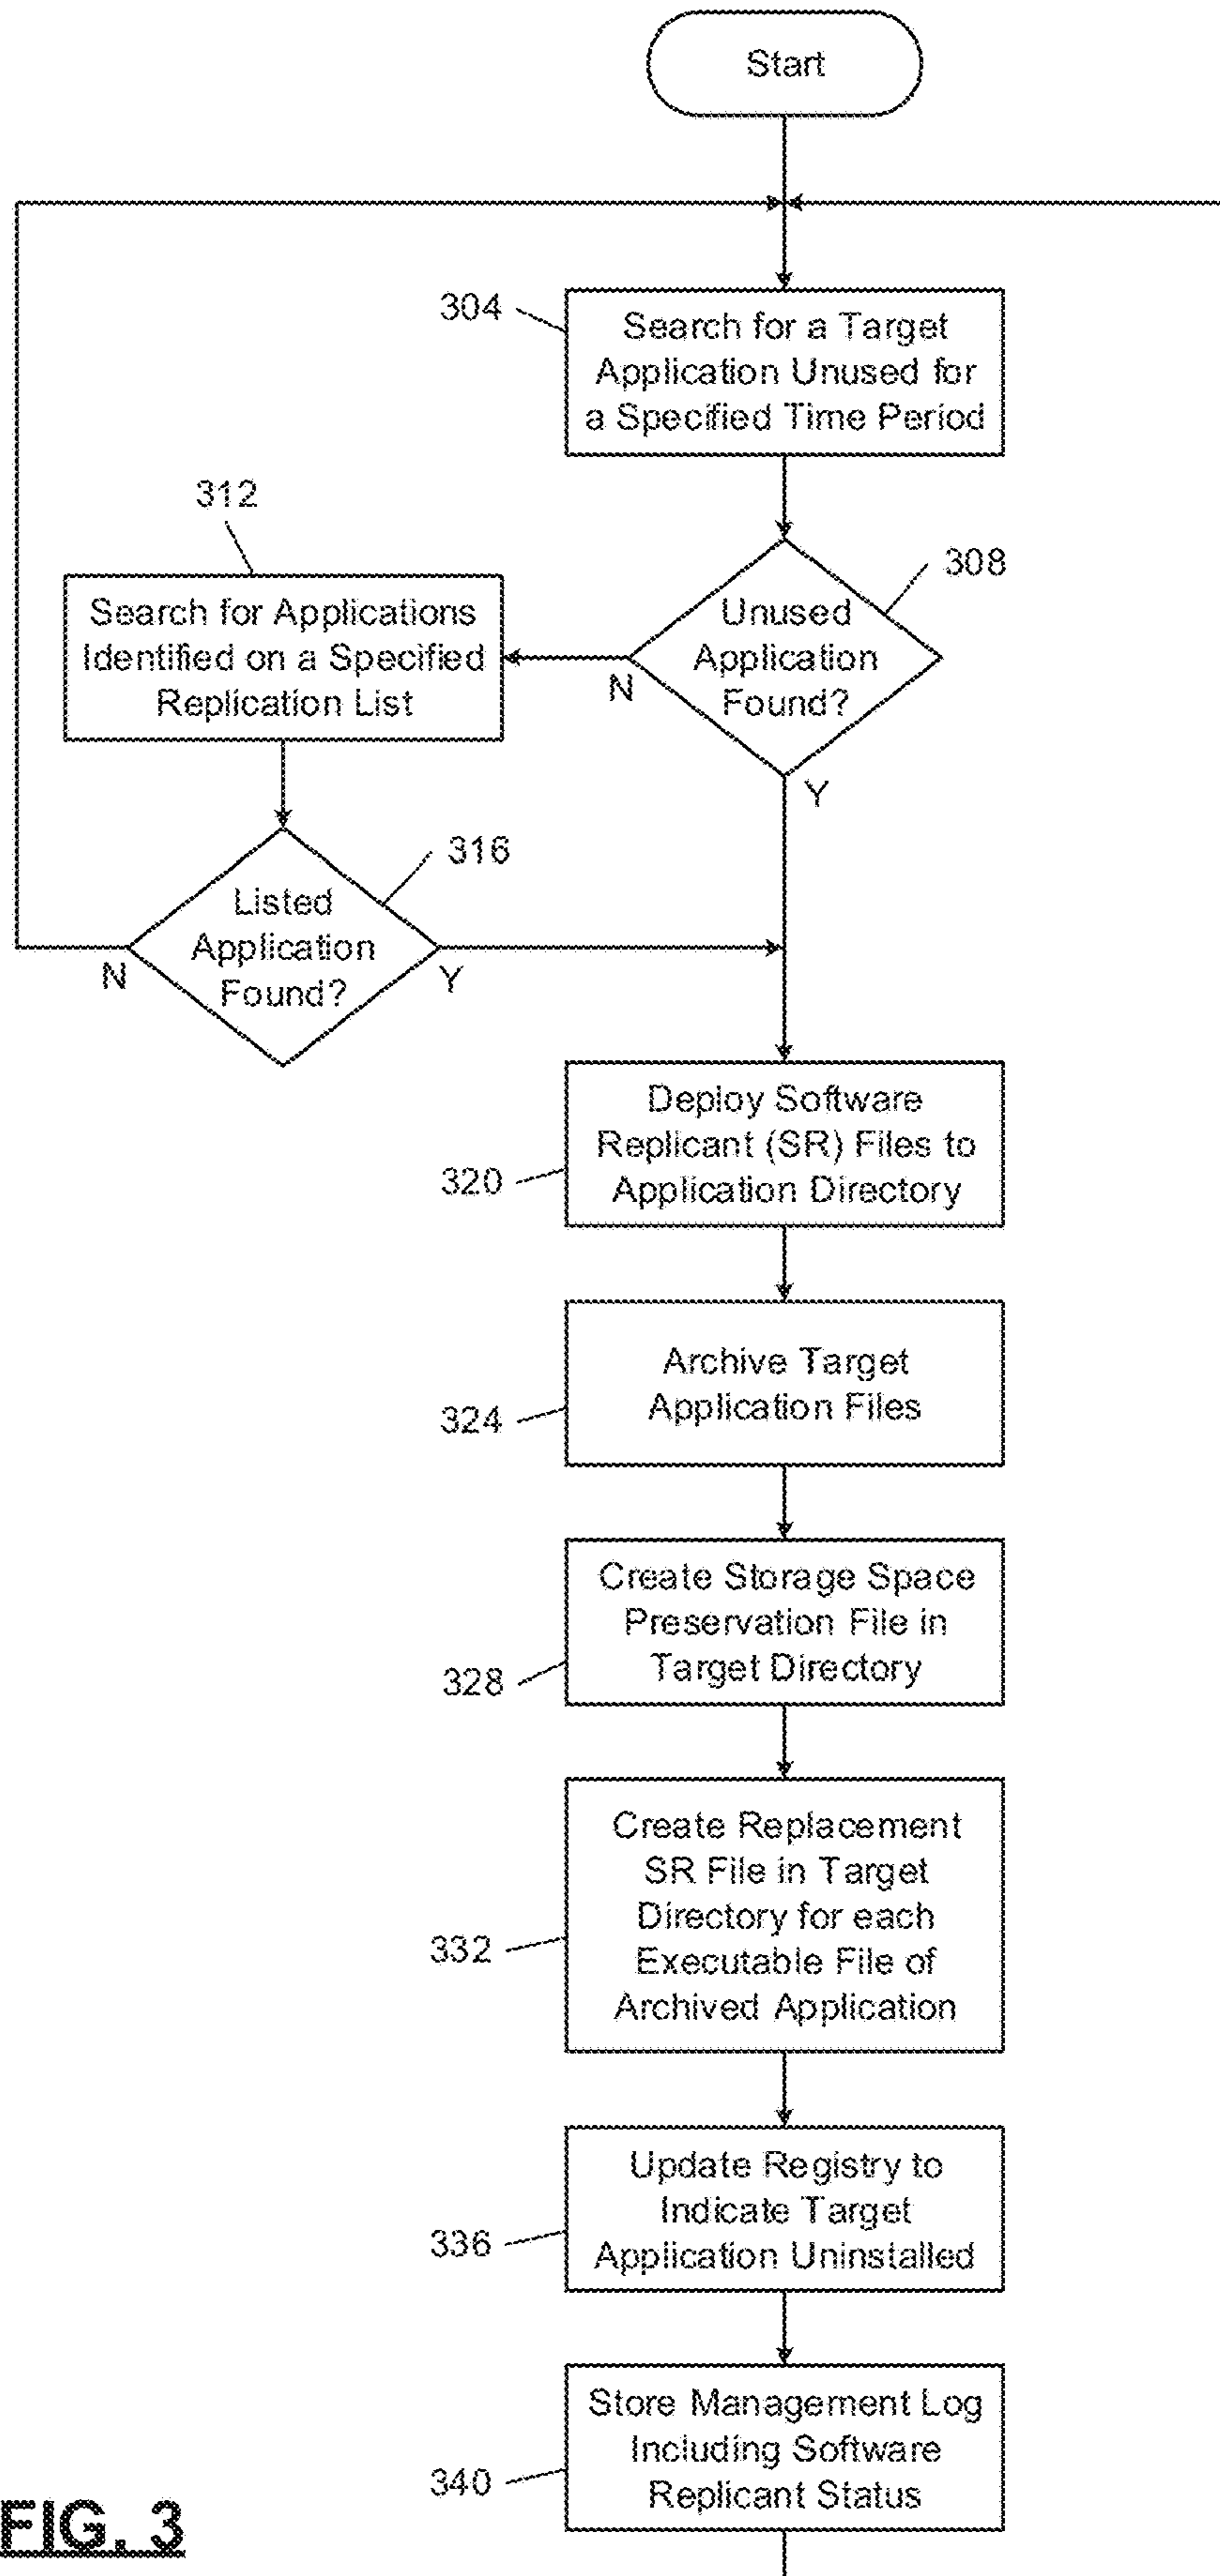 Start
304
Search for a Target
Application Unused for
a Specified Time Period
308
Unused
Application
Found?
N
Y
312
Search for Applications
Identified on a Specified
Replication List
316
Listed
Application
Found?
N
Y
320
Deploy Software
Replicant (SR) Files to
Application Directory
324
Archive Target
Application Files
328
Create Storage Space
Preservation File in
Target Directory
332
Create Replacement
SR File in Target
Directory for each
Executable File of
Archived Application
336
Update Registry to
Indicate Target
Application Uninstalled
340
Store Management Log
Including Software
Replicant Status
FIG. 3